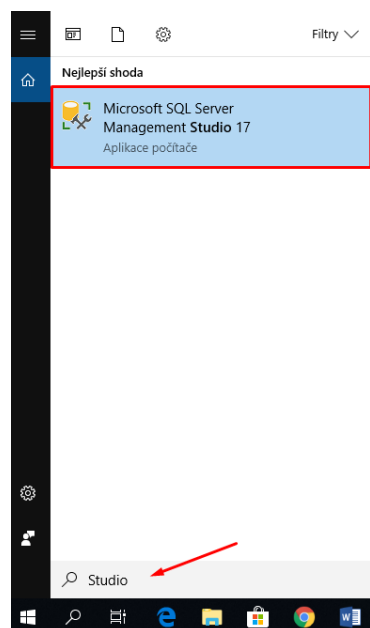 Filtry
Nejlepší shoda
Microsoft SQL Server
Management Studio 17
Aplikace počítače
Studio